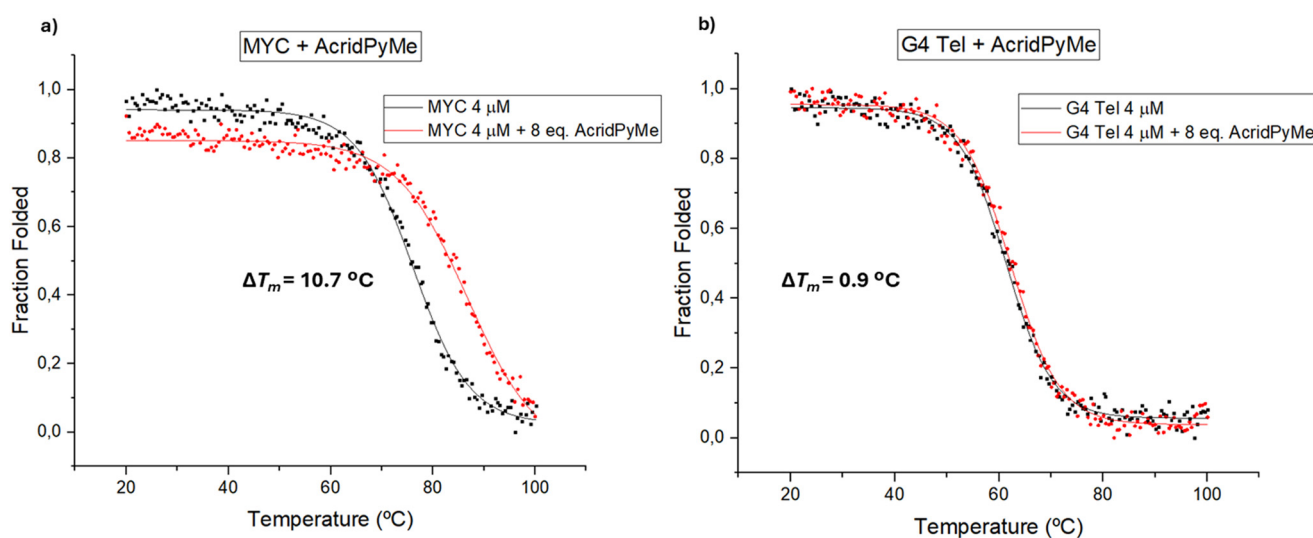 a)
MYC + AcridPyMe
MYC 4 μM
MYC 4 μM + 8 eq. AcridPyMe
1,0
0,8
0,6
0,4
0,2
0,0
Fraction Folded
ΔTm = 10.7 ºC
20
40
60
80
100
Temperature (ºC)
b)
G4 Tel + AcridPyMe
G4 Tel 4 μM
G4 Tel 4 μM + 8 eq. AcridPyMe
1,0
0,8
0,6
0,4
0,2
0,0
Fraction Folded
ΔTm = 0.9 ºC
20
40
60
80
100
Temperature (ºC)